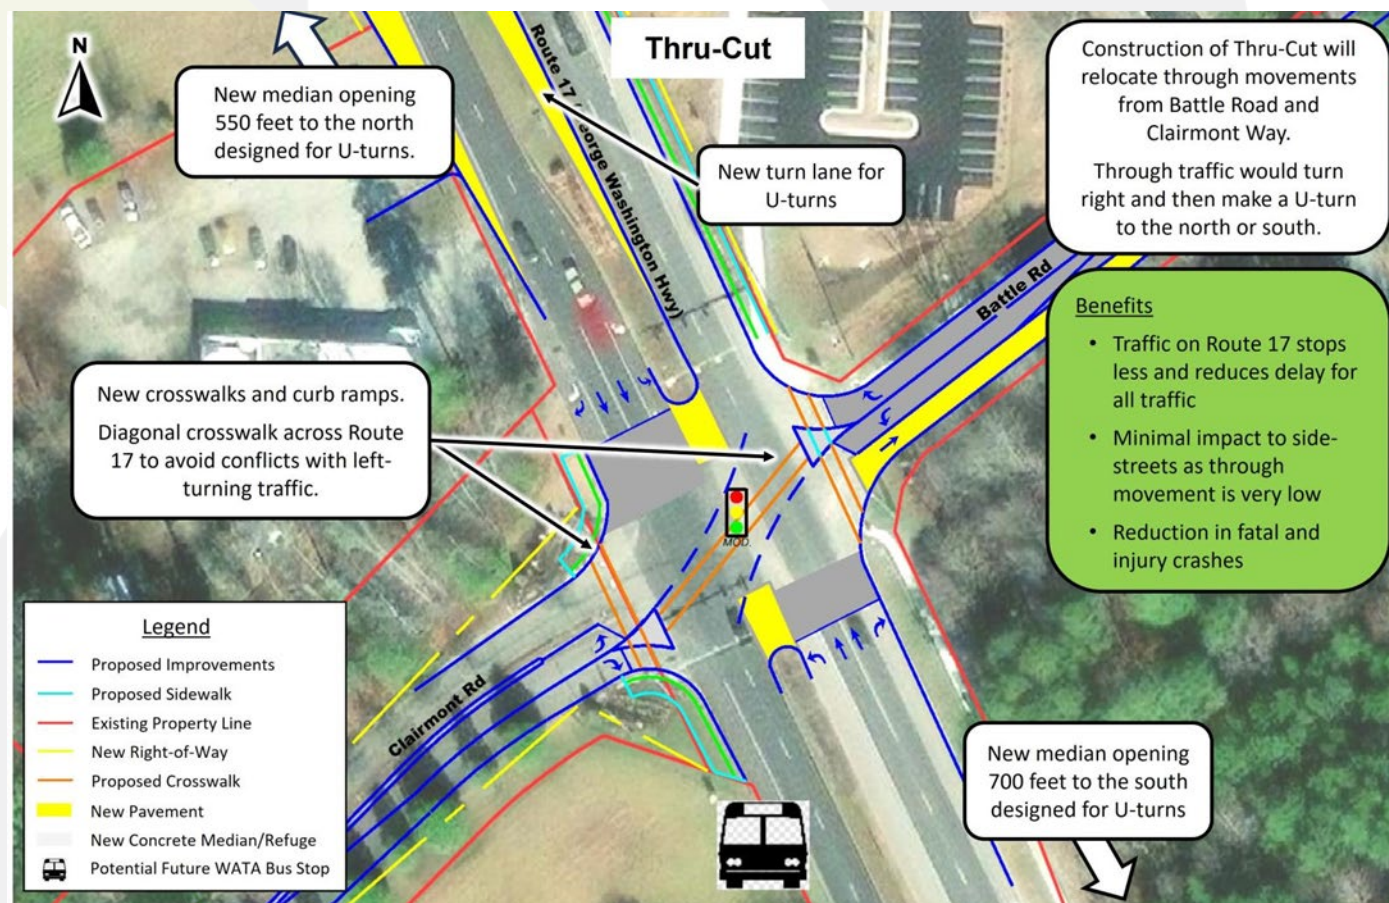 Thru-Cut
N
New median opening
550 feet to the north
designed for U-turns.
Route 17 (George Washington Hwy)
New turn lane for
U-turns
Construction of Thru-Cut will
relocate through movements
from Battle Road and
Clairmont Way.
Through traffic would turn
right and then make a U-turn
to the north or south.
Battle Rd
Benefits
• Traffic on Route 17 stops
less and reduces delay for
all traffic
• Minimal impact to side-
streets as through
movement is very low
• Reduction in fatal and
injury crashes
New crosswalks and curb ramps.
Diagonal crosswalk across Route
17 to avoid conflicts with left-
turning traffic.
MOD.
Clairmont Rd
Legend
Proposed Improvements
Proposed Sidewalk
Existing Property Line
New Right-of-Way
Proposed Crosswalk
New Pavement
New Concrete Median/Refuge
Potential Future WATA Bus Stop
New median opening
700 feet to the south
designed for U-turns